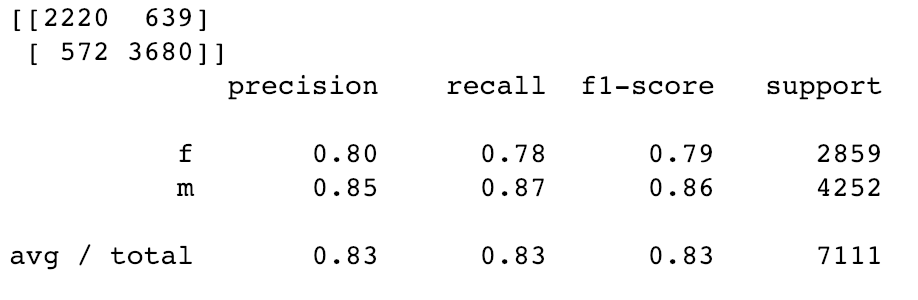 [[2220  639]
 [ 572 3680]]
             precision    recall  f1-score   support

          f       0.80      0.78      0.79      2859
          m       0.85      0.87      0.86      4252

avg / total       0.83      0.83      0.83      7111